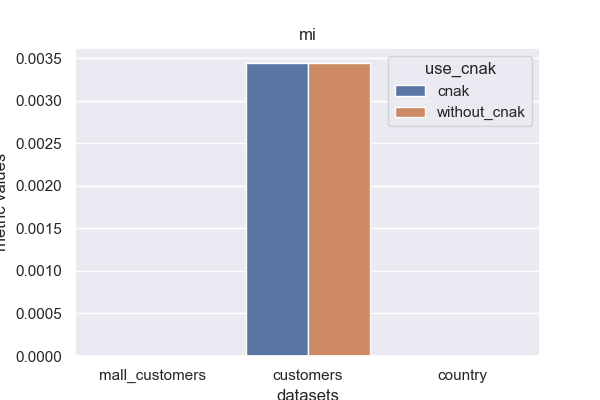 mi
0.0035
0.0030
0.0025
0.0020
0.0015
0.0010
0.0005
0.0000
metric values
use_cnak
cnak
without_cnak
mall_customers customers country
datasets